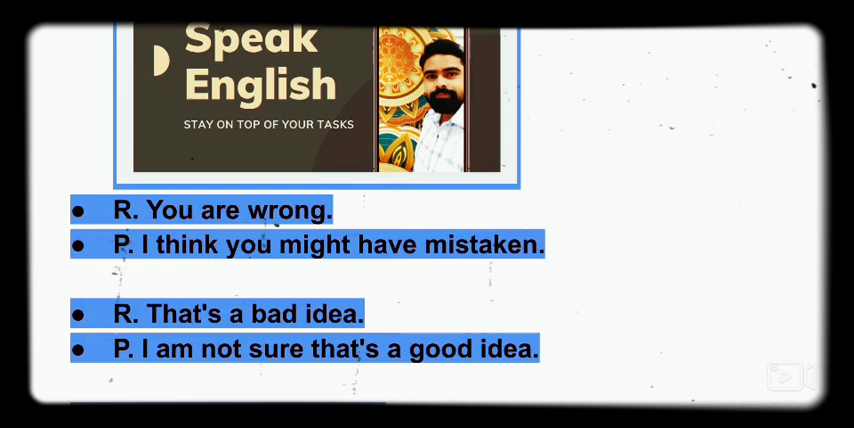 Speak
English
STAY ON TOP OF YOUR TASKS
● R. You are wrong.
● P. I think you might have mistaken.
● R. That's a bad idea.
● P. I am not sure that's a good idea.